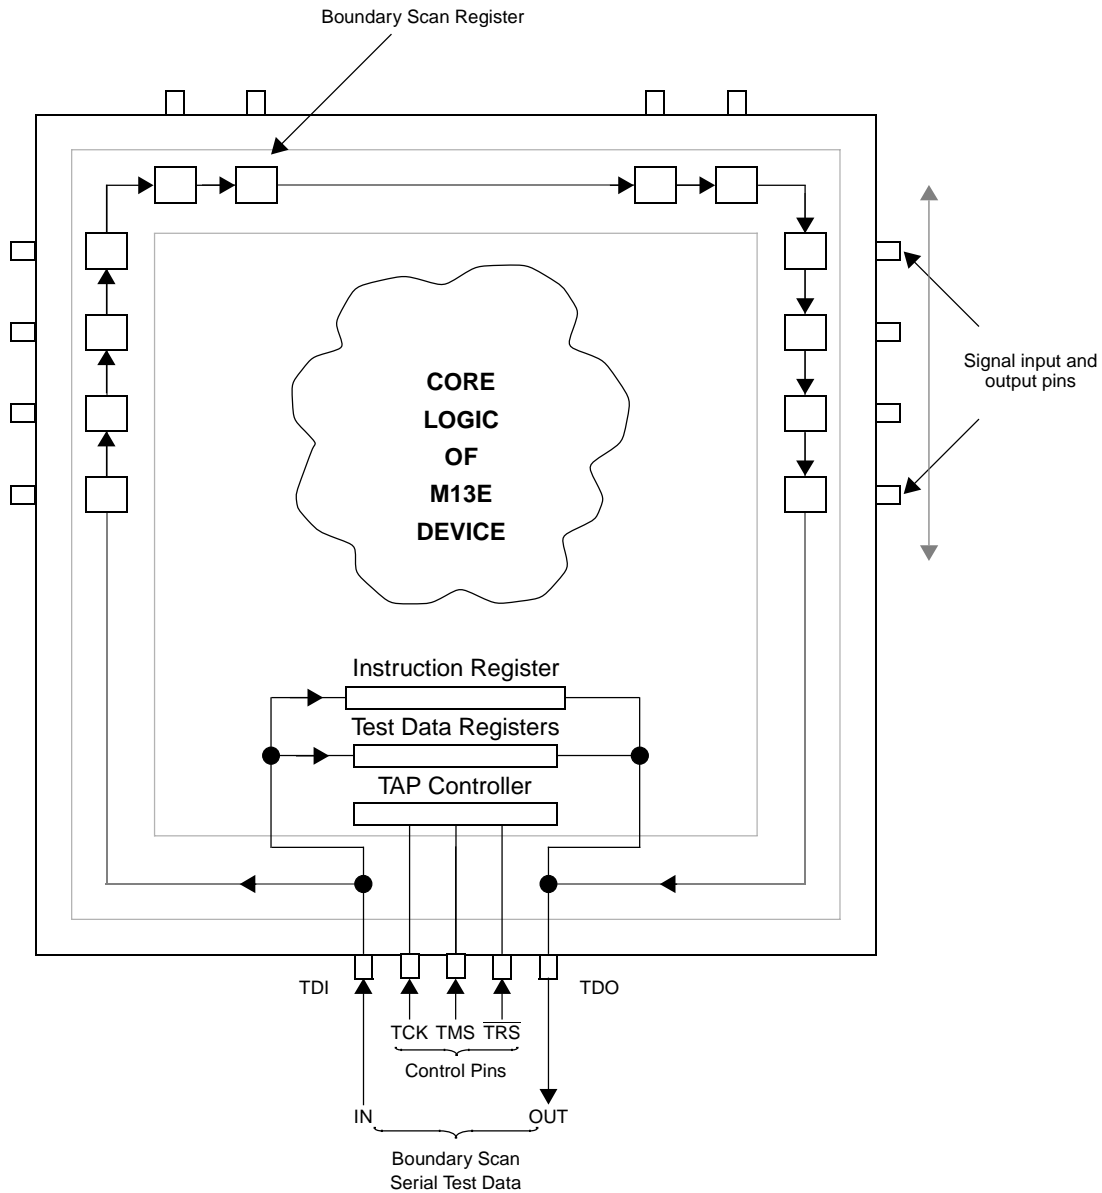 Boundary Scan Register
Signal input and
output pins
CORE
LOGIC
OF
M13E
DEVICE
Instruction Register
Test Data Registers
TAP Controller
TDI
TDO
TCK TMS T̅R̅S̅
Control Pins
IN
OUT
Boundary Scan
Serial Test Data